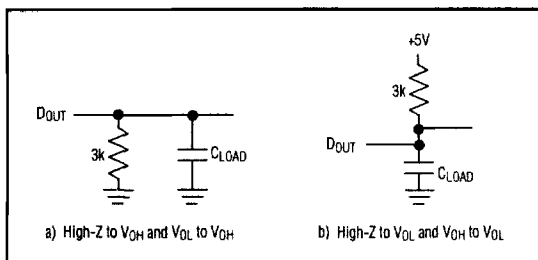 +5V
3k
DOUT
3k
CLOAD
DOUT
CLOAD
a) High-Z to VOH and VOL to VOH
b) High-Z to VOL and VOH to VOL